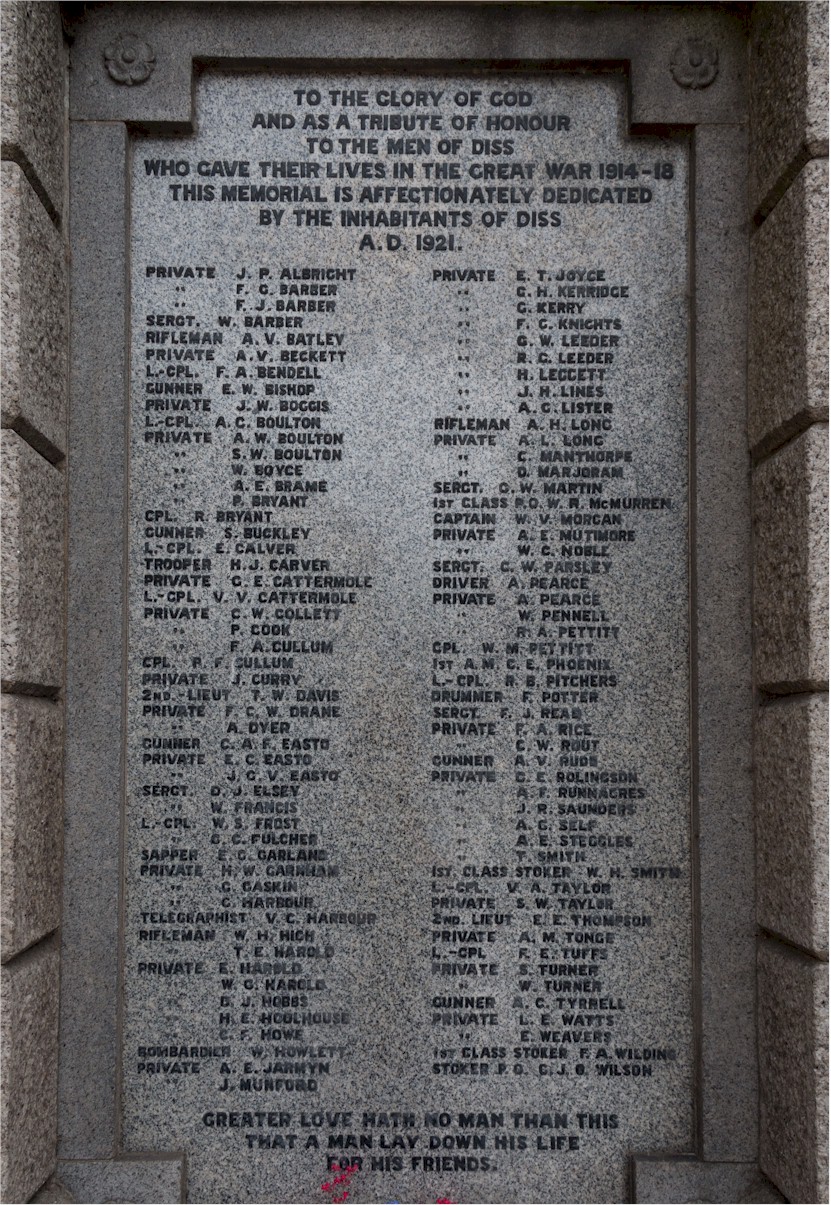 TO THE GLORY OF GOD
AND AS A TRIBUTE OF HONOUR
TO THE MEN OF DISS
WHO GAVE THEIR LIVES IN THE GREAT WAR 1914-18
THIS MEMORIAL IS AFFECTIONATELY DEDICATED
BY THE INHABITANTS OF DISS
A.D. 1921.
PRIVATE J. P. ALBRIGHT
" F. G. BARBER
" F. J. BARBER
SERGT. W. BARBER
RIFLEMAN A. V. BATLEY
PRIVATE A. V. BECKETT
L.-CPL. F. A. BENDELL
GUNNER E. W. BISHOP
PRIVATE J. W. BOGGIS
L.-CPL. A. C. BOULTON
PRIVATE A. W. BOULTON
" S. W. BOULTON
" W. BOYCE
" A. E. BRAME
" P. BRYANT
CPL. R. BRYANT
GUNNER S. BUCKLEY
L.-CPL. E. CALVER
TROOPER H. J. CARVER
PRIVATE G. E. CATTERMOLE
L.-CPL. V. V. CATTERMOLE
PRIVATE C. W. COLLETT
" P. COOK
" F. A. CULLUM
CPL. R. F. CULLUM
PRIVATE J. CURRY
2ND.-LIEUT T. W. DAVIS
PRIVATE F. C. W. DRANE
" A. DYER
GUNNER C. A. F. EASTO
PRIVATE E. C. EASTO
" J. G. V. EASTO
SERGT. D. J. ELSEY
" W. FRANCIS
L.-CPL. W. S. FROST
" G. C. FULCHER
SAPPER E. G. GARLAND
PRIVATE H. W. GARNHAM
" G. GASKIN
" C. HARBOUR
TELEGRAPHIST V. C. HARBOUR
RIFLEMAN W. H. HIGH
" T. E. HAROLD
PRIVATE E. HAROLD
" W. G. HAROLD
" B. J. HOBBS
" H. E. HOOLHOUSE
" C. F. HOWE
BOMBARDIER W. HOWLETT
PRIVATE A. E. JARMYN
" J. MUNFORD
PRIVATE E. T. JOYCE
" G. H. KERRIDGE
" G. KERRY
" F. C. KNIGHTS
" G. W. LEEDER
" R. G. LEEDER
" H. LEGGETT
" J. H. LINES
" A. G. LISTER
RIFLEMAN A. H. LONG
PRIVATE A. L. LONG
" C. MANTHORPE
" D. MARJORAM
SERGT. G. W. MARTIN
1ST CLASS P.O. W. R. McMURREN
CAPTAIN W. V. MORGAN
PRIVATE A. E. MUTIMORE
" W. C. NOBLE
SERGT. C. W. PARSLEY
DRIVER A. PEARCE
PRIVATE A. PEARCE
" W. PENNELL
" R. A. PETTITT
CPL. W. M. PETTITT
1ST A. M. C. E. PHOENIX
L.-CPL. R. B. PITCHERS
DRUMMER F. POTTER
SERGT. F. J. READ
PRIVATE F. A. RICE
" C. W. ROUT
GUNNER A. V. RUDD
PRIVATE G. E. ROLINGSON
" A. F. RUNNACRES
" J. R. SAUNDERS
" A. G. SELF
" A. E. STEGGLES
" T. SMITH
1ST. CLASS STOKER W. H. SMITH
L.-CPL. V. A. TAYLOR
PRIVATE S. W. TAYLOR
2ND. LIEUT E. E. THOMPSON
PRIVATE A. M. TONGE
L.-CPL F. E. TUFFS
PRIVATE S. TURNER
" W. TURNER
GUNNER A. C. TYRRELL
PRIVATE L. E. WATTS
" E. WEAVERS
1ST CLASS STOKER F. A. WILDING
STOKER P.O. C. J. O. WILSON
GREATER LOVE HATH NO MAN THAN THIS
THAT A MAN LAY DOWN HIS LIFE
FOR HIS FRIENDS.